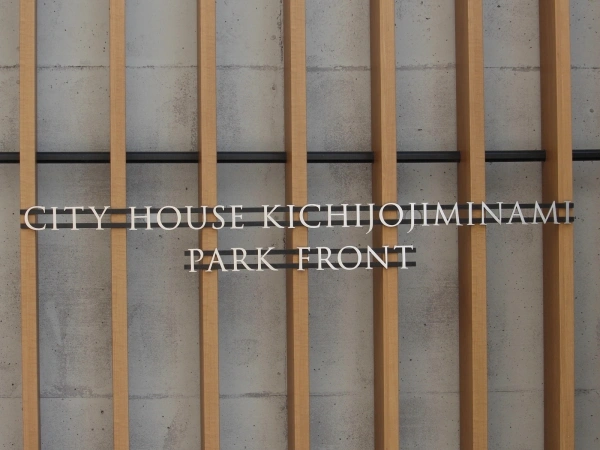 CITY HOUSE KICHIJOJIMINAMI
PARK FRONT